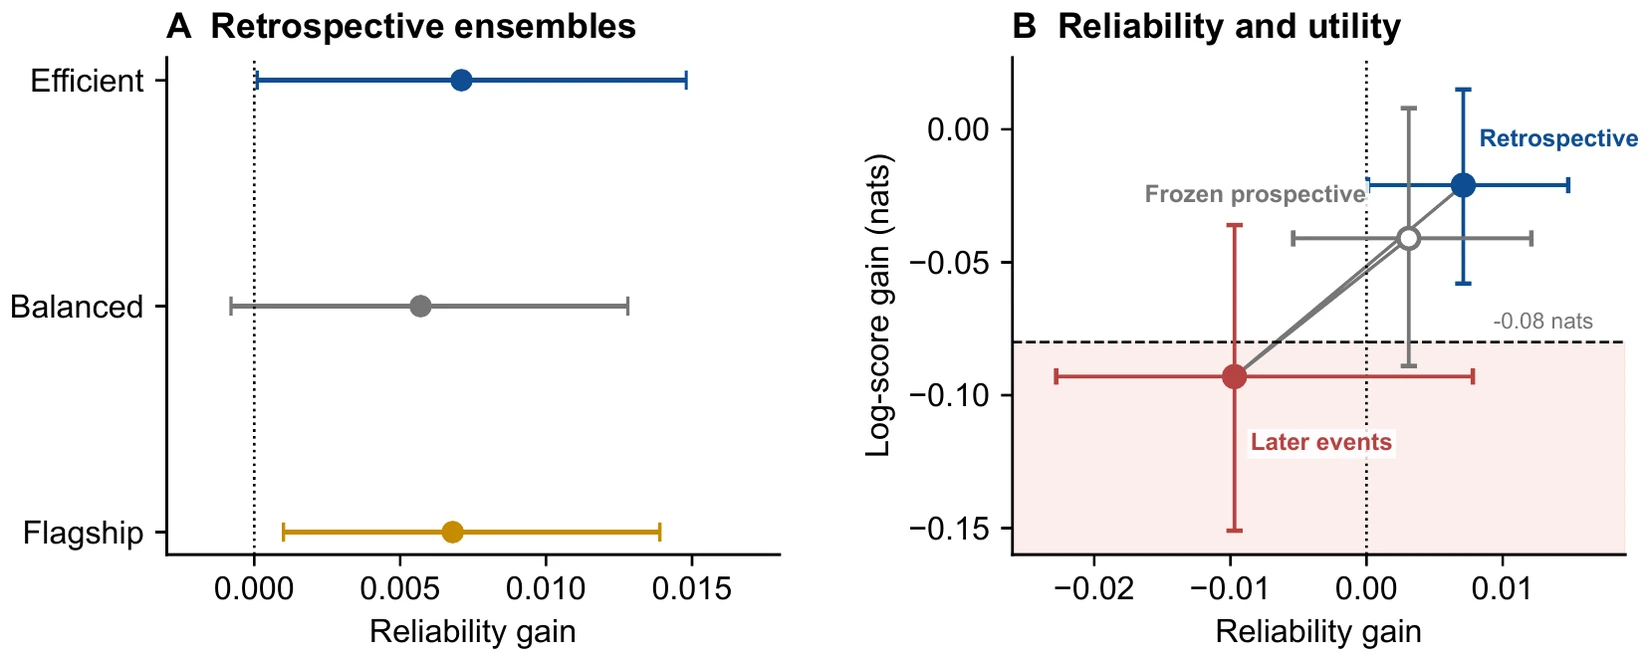 A Retrospective ensembles
Efficient
Balanced
Flagship
0.000 0.005 0.010 0.015
Reliability gain
B Reliability and utility
Log-score gain (nats)
0.00
−0.05
−0.10
−0.15
Retrospective
Frozen prospective
-0.08 nats
Later events
−0.02 −0.01 0.00 0.01
Reliability gain